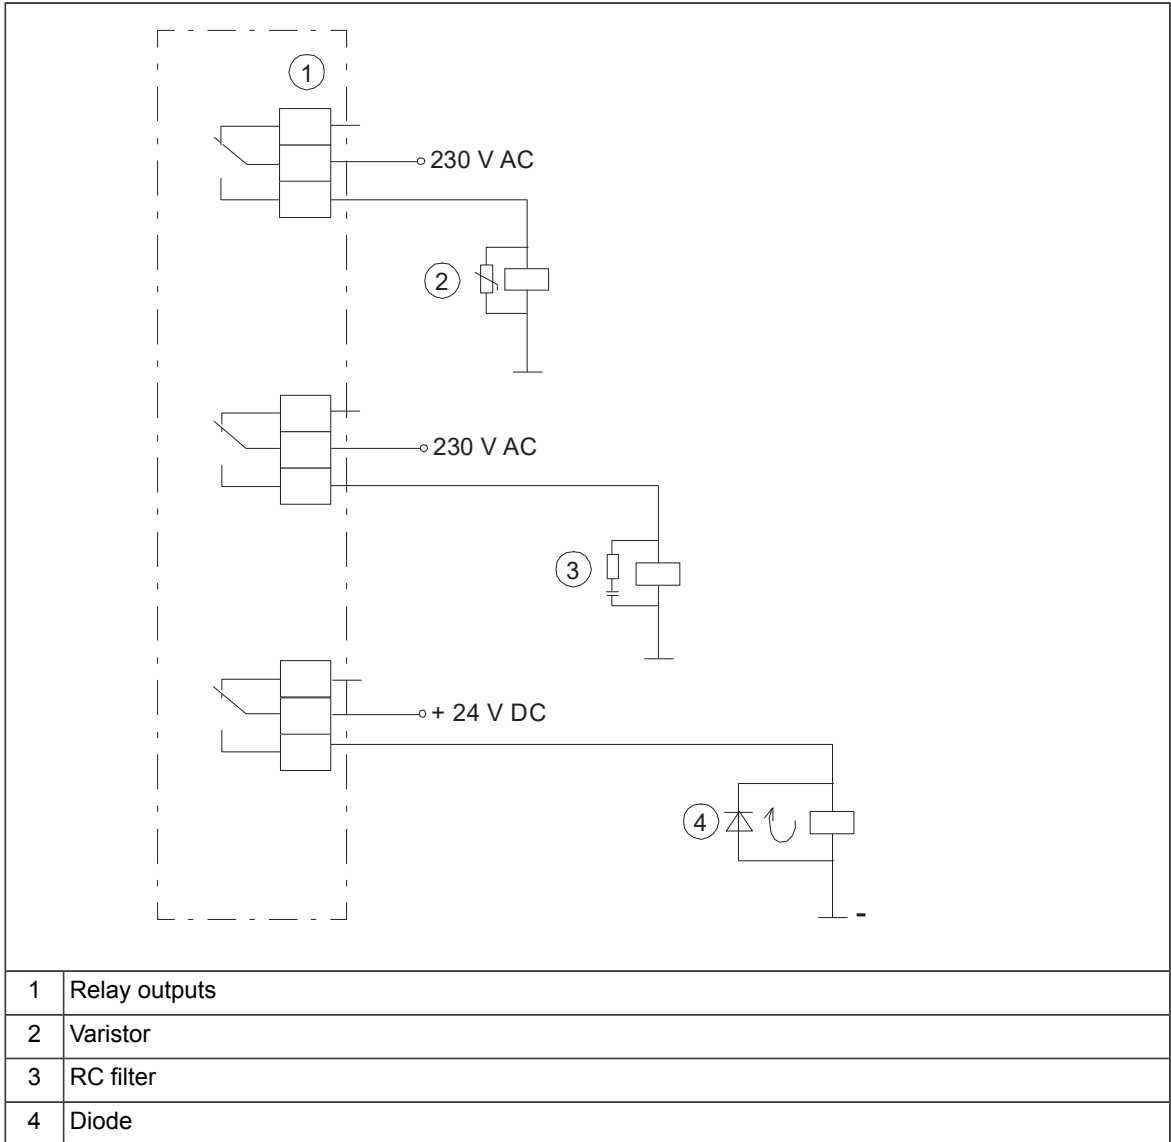 1
230 V AC
2
230 V AC
3
+ 24 V DC
4
-
1 Relay outputs
2 Varistor
3 RC filter
4 Diode